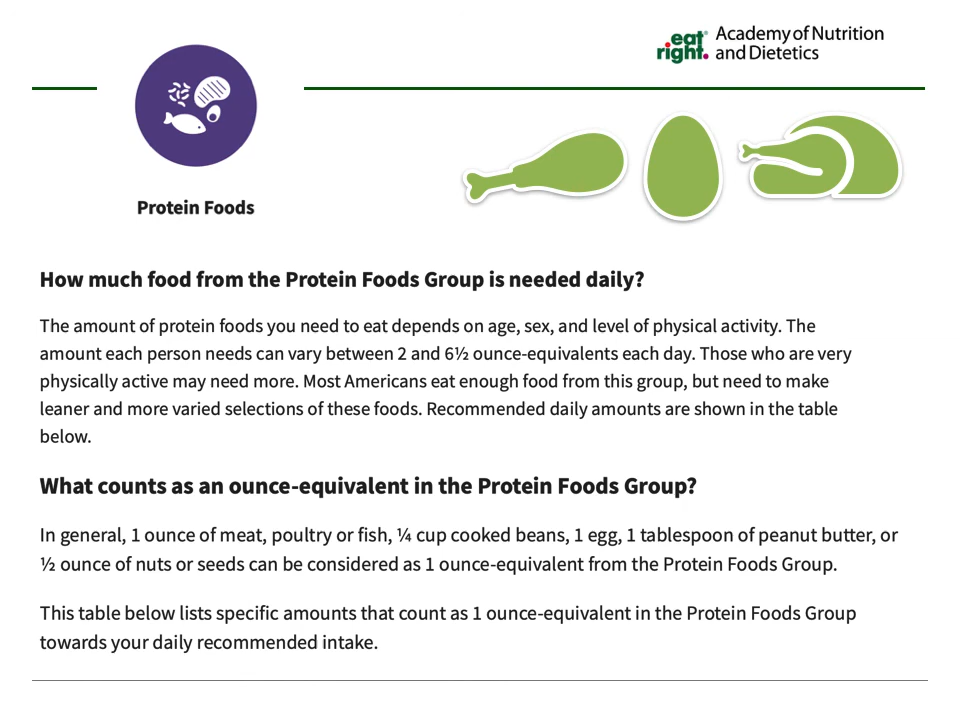 eat right. Academy of Nutrition
and Dietetics
Protein Foods
How much food from the Protein Foods Group is needed daily?
The amount of protein foods you need to eat depends on age, sex, and level of physical activity. The
amount each person needs can vary between 2 and 6½ ounce-equivalents each day. Those who are very
physically active may need more. Most Americans eat enough food from this group, but need to make
leaner and more varied selections of these foods. Recommended daily amounts are shown in the table
below.
What counts as an ounce-equivalent in the Protein Foods Group?
In general, 1 ounce of meat, poultry or fish, ¼ cup cooked beans, 1 egg, 1 tablespoon of peanut butter, or
½ ounce of nuts or seeds can be considered as 1 ounce-equivalent from the Protein Foods Group.
This table below lists specific amounts that count as 1 ounce-equivalent in the Protein Foods Group
towards your daily recommended intake.